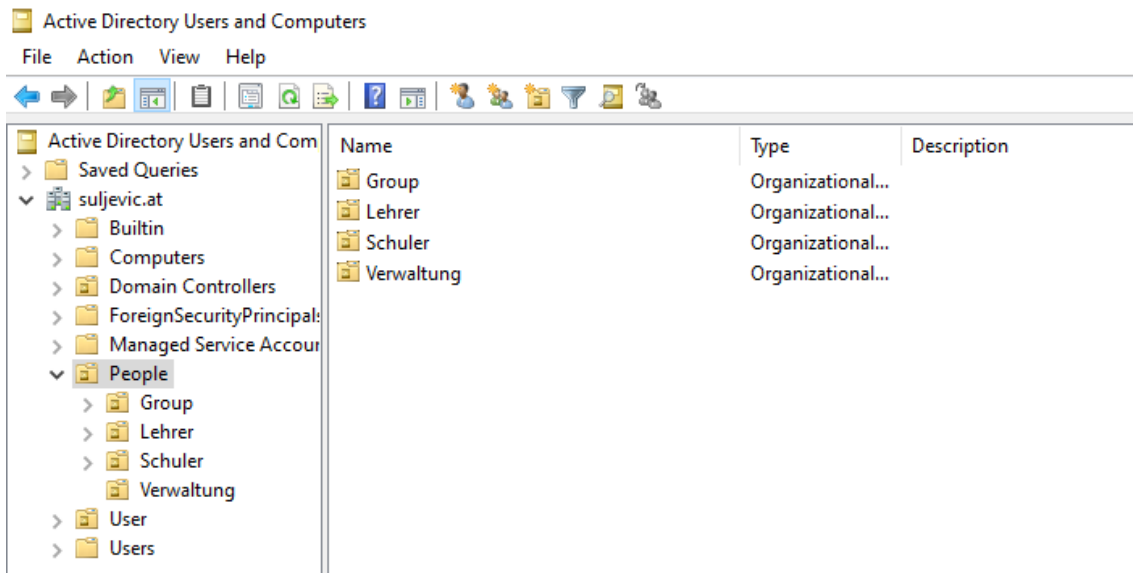 Active Directory Users and Computers
File Action View Help
Active Directory Users and Com
Saved Queries
suljevic.at
Builtin
Computers
Domain Controllers
ForeignSecurityPrincipals
Managed Service Accour
People
Group
Lehrer
Schuler
Verwaltung
User
Users
Name Type Description
Group Organizational...
Lehrer Organizational...
Schuler Organizational...
Verwaltung Organizational...